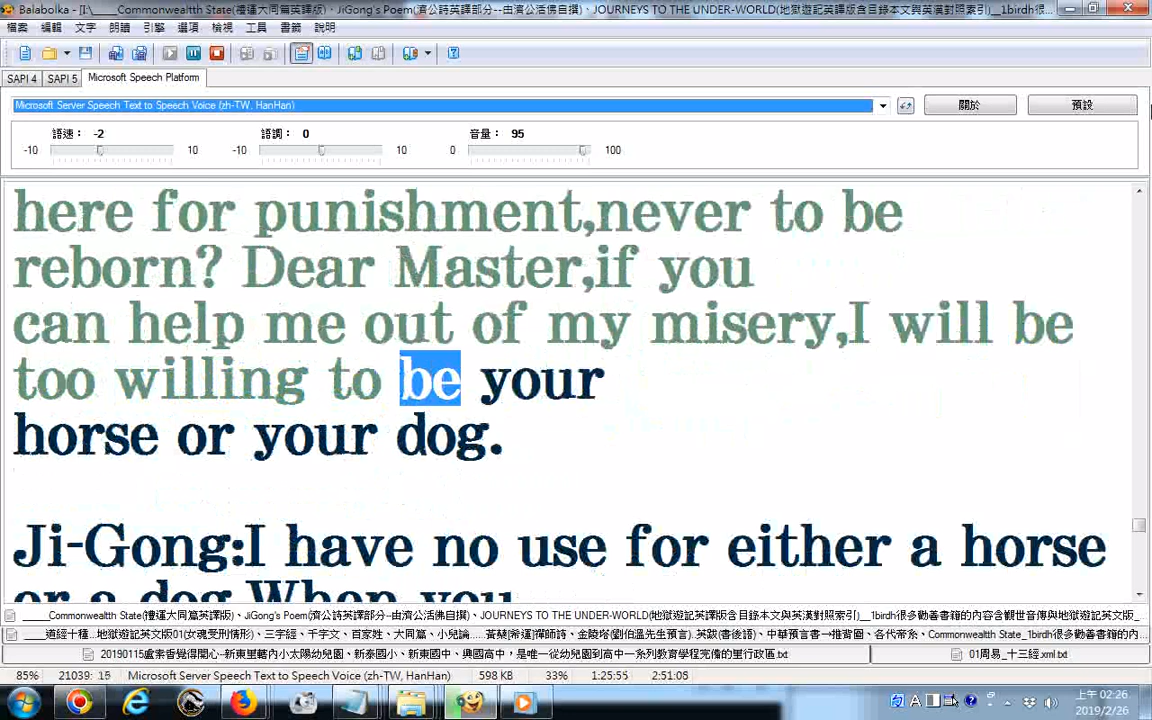 Balabolka - [I:\_____Commonwealtth State(禮運大同篇英譯版)、JiGong's Poem(濟公詩英譯部分--由濟公活佛自撰)、JOURNEYS TO THE UNDER-WORLD(地獄遊記英譯版含目錄本文與英漢對照索引)__1birdh很...
檔案 編輯 文字 朗讀 引擎 選項 檢視 工具 書籤 說明
SAPI 4 SAPI 5 Microsoft Speech Platform
Microsoft Server Speech Text to Speech Voice (zh-TW, HanHan)
關於 預設
語速： -2 語調： 0 音量： 95
-10 10 -10 10 0 100
here for punishment,never to be
reborn? Dear Master,if you
can help me out of my misery,I will be
too willing to be your
horse or your dog.
Ji-Gong:I have no use for either a horse
or a dog.When you
_____Commonwealtth State(禮運大同篇英譯版)、JiGong's Poem(濟公詩英譯部分--由濟公活佛自撰)、JOURNEYS TO THE UNDER-WORLD(地獄遊記英譯版含目錄本文與英漢對照索引)__1birdh很多勸善書籍的內容含觀世音傳與地獄遊記英文版_
_____道經十種...地獄遊記英文版01(女魂受刑情形)、三字經、千字文、百家姓、大同篇、小兒論.....黃蘗[希運]禪師詩、金陵塔(劉伯溫先生預言).英跋(書後語)、中華預言書—推背圖、各代帝系、Commonwealth State_1birdh很多勸善書籍的內...
20190115盧素香覺得開心--新東里轄內小太陽幼兒園、新泰國小、新東國中、興國高中，是唯一從幼兒園到高中一系列教育學程完備的里行政區.txt 01周易_十三經.xml.txt
85% 21039: 15 Microsoft Server Speech Text to Speech Voice (zh-TW, HanHan) 598 KB 33% 1:25:55 2:51:08
上午 02:26
2019/2/26